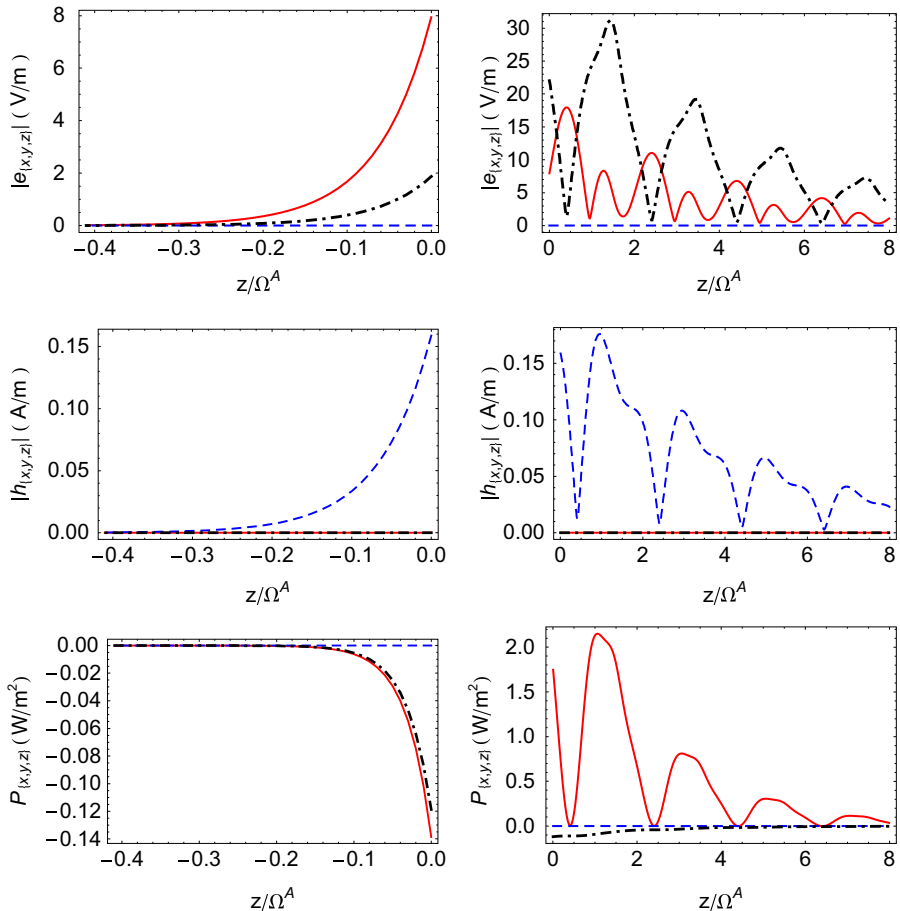 |e{x,y,z}| ( V/m )
8
6
4
2
0
−0.4 −0.3 −0.2 −0.1 0.0
z/Ω^A
|e{x,y,z}| ( V/m )
30
25
20
15
10
5
0
0 2 4 6 8
z/Ω^A
|h{x,y,z}| ( A/m )
0.15
0.10
0.05
0.00
−0.4 −0.3 −0.2 −0.1 0.0
z/Ω^A
|h{x,y,z}| ( A/m )
0.15
0.10
0.05
0.00
0 2 4 6 8
z/Ω^A
P{x,y,z} ( W/m²)
0.00
−0.02
−0.04
−0.06
−0.08
−0.10
−0.12
−0.14
−0.4 −0.3 −0.2 −0.1 0.0
z/Ω^A
P{x,y,z} ( W/m²)
2.0
1.5
1.0
0.5
0.0
0 2 4 6 8
z/Ω^A